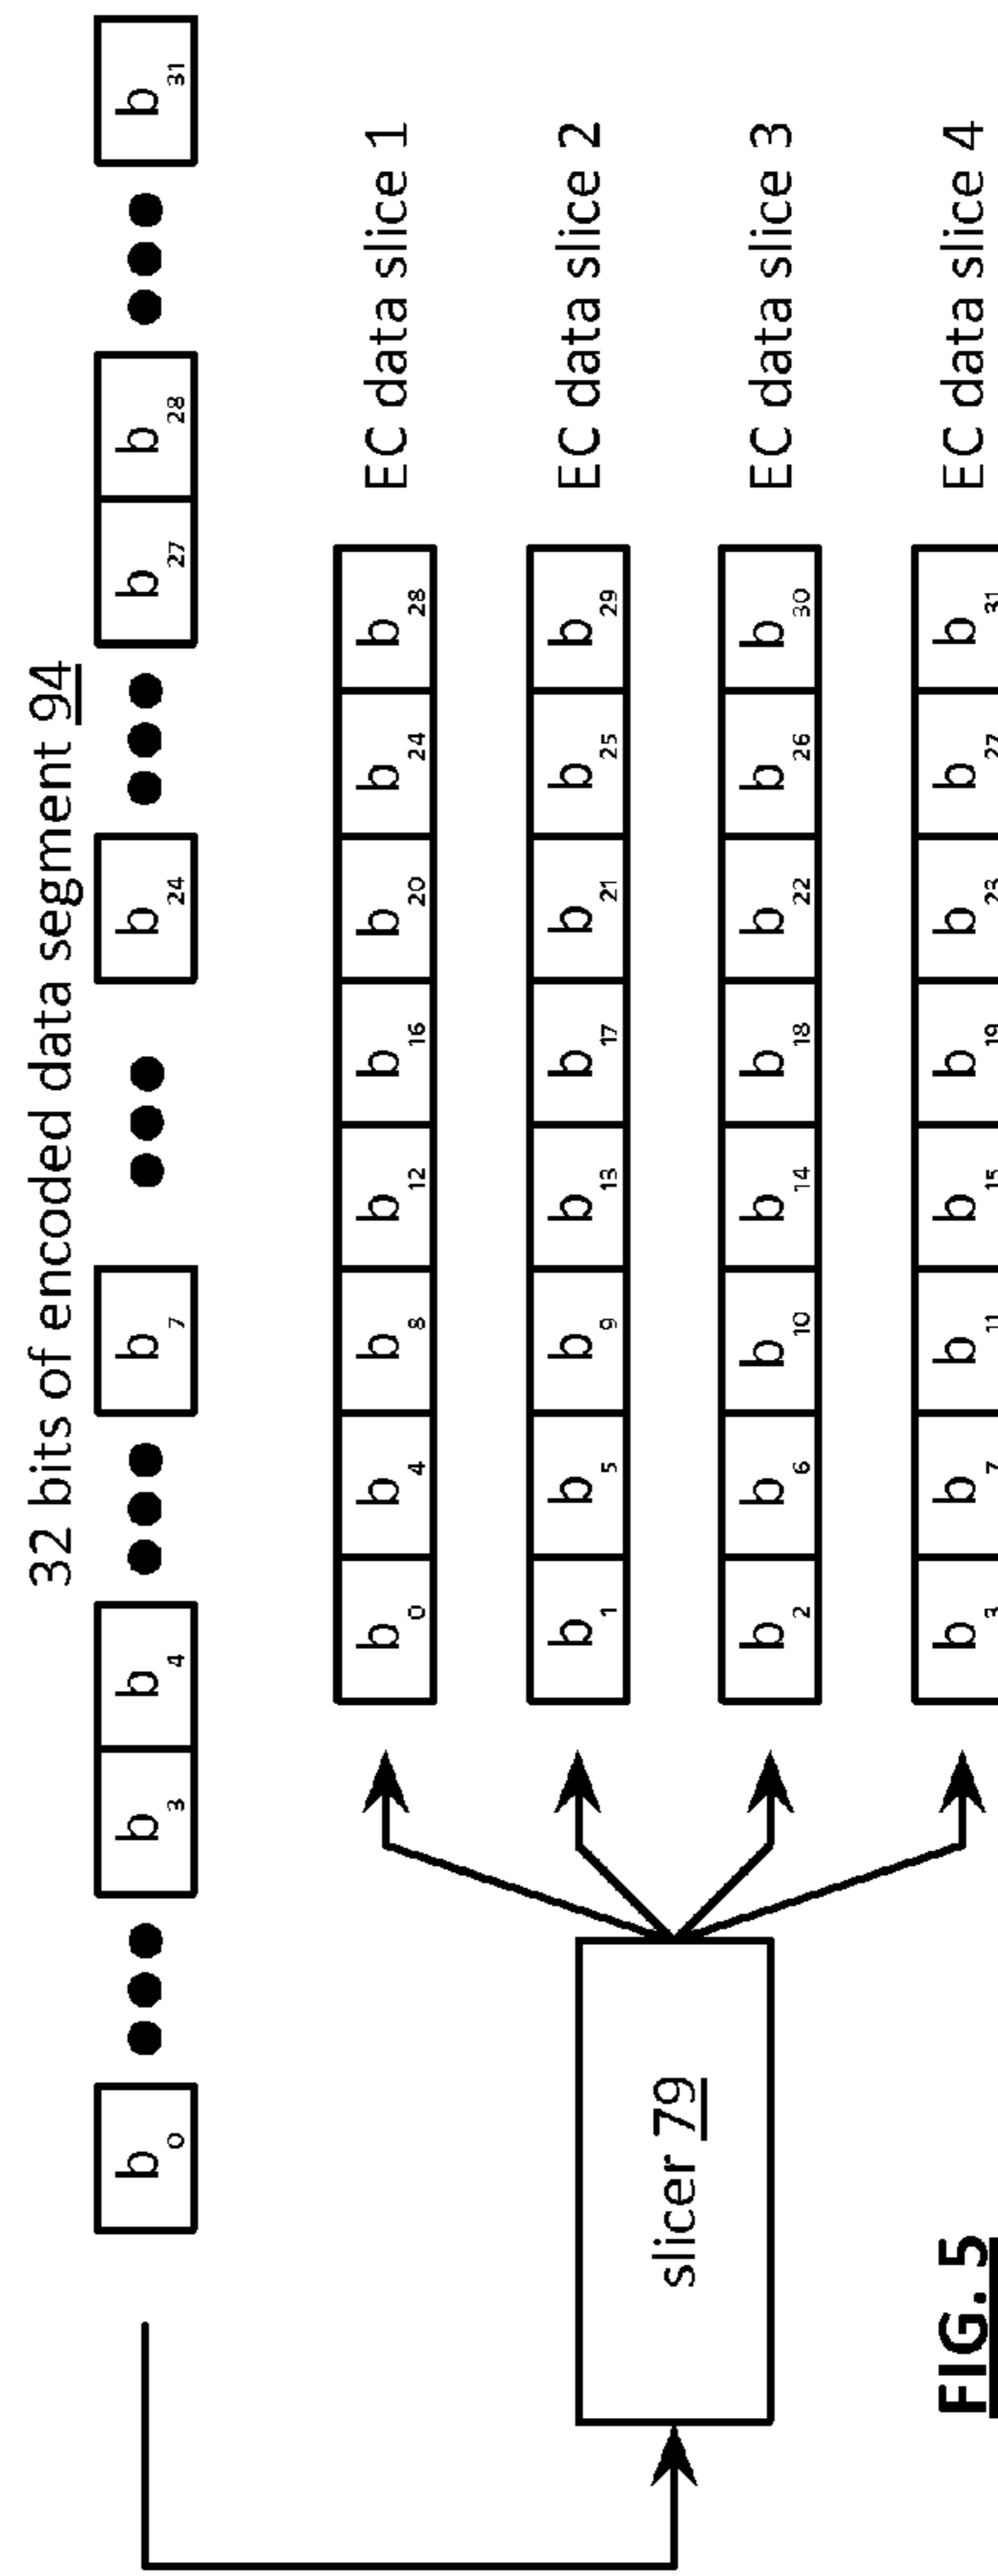 32 bits of encoded data segment 94
b0 b3 b4 b7 b24 b27 b28 b31
b0 b4 b8 b12 b16 b20 b24 b28 EC data slice 1
b1 b5 b9 b13 b17 b21 b25 b29 EC data slice 2
slicer 79
b2 b6 b10 b14 b18 b22 b26 b30 EC data slice 3
b3 b7 b11 b15 b19 b23 b27 b31 EC data slice 4
FIG. 5